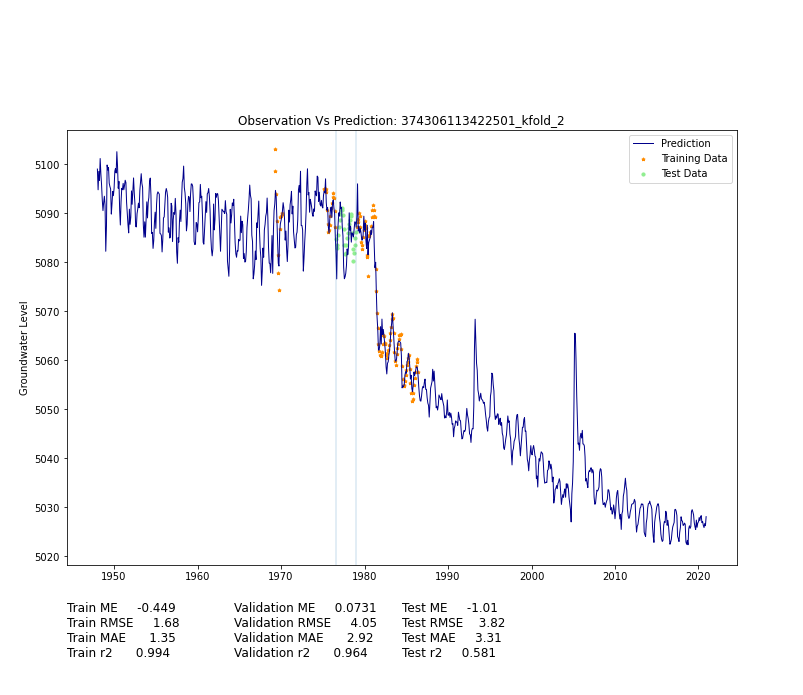 Observation Vs Prediction: 374306113422501_kfold_2
Prediction
Training Data
Test Data
Groundwater Level
5100
5090
5080
5070
5060
5050
5040
5030
5020
1950 1960 1970 1980 1990 2000 2010 2020
Train ME -0.449 Validation ME 0.0731 Test ME -1.01
Train RMSE 1.68 Validation RMSE 4.05 Test RMSE 3.82
Train MAE 1.35 Validation MAE 2.92 Test MAE 3.31
Train r2 0.994 Validation r2 0.964 Test r2 0.581